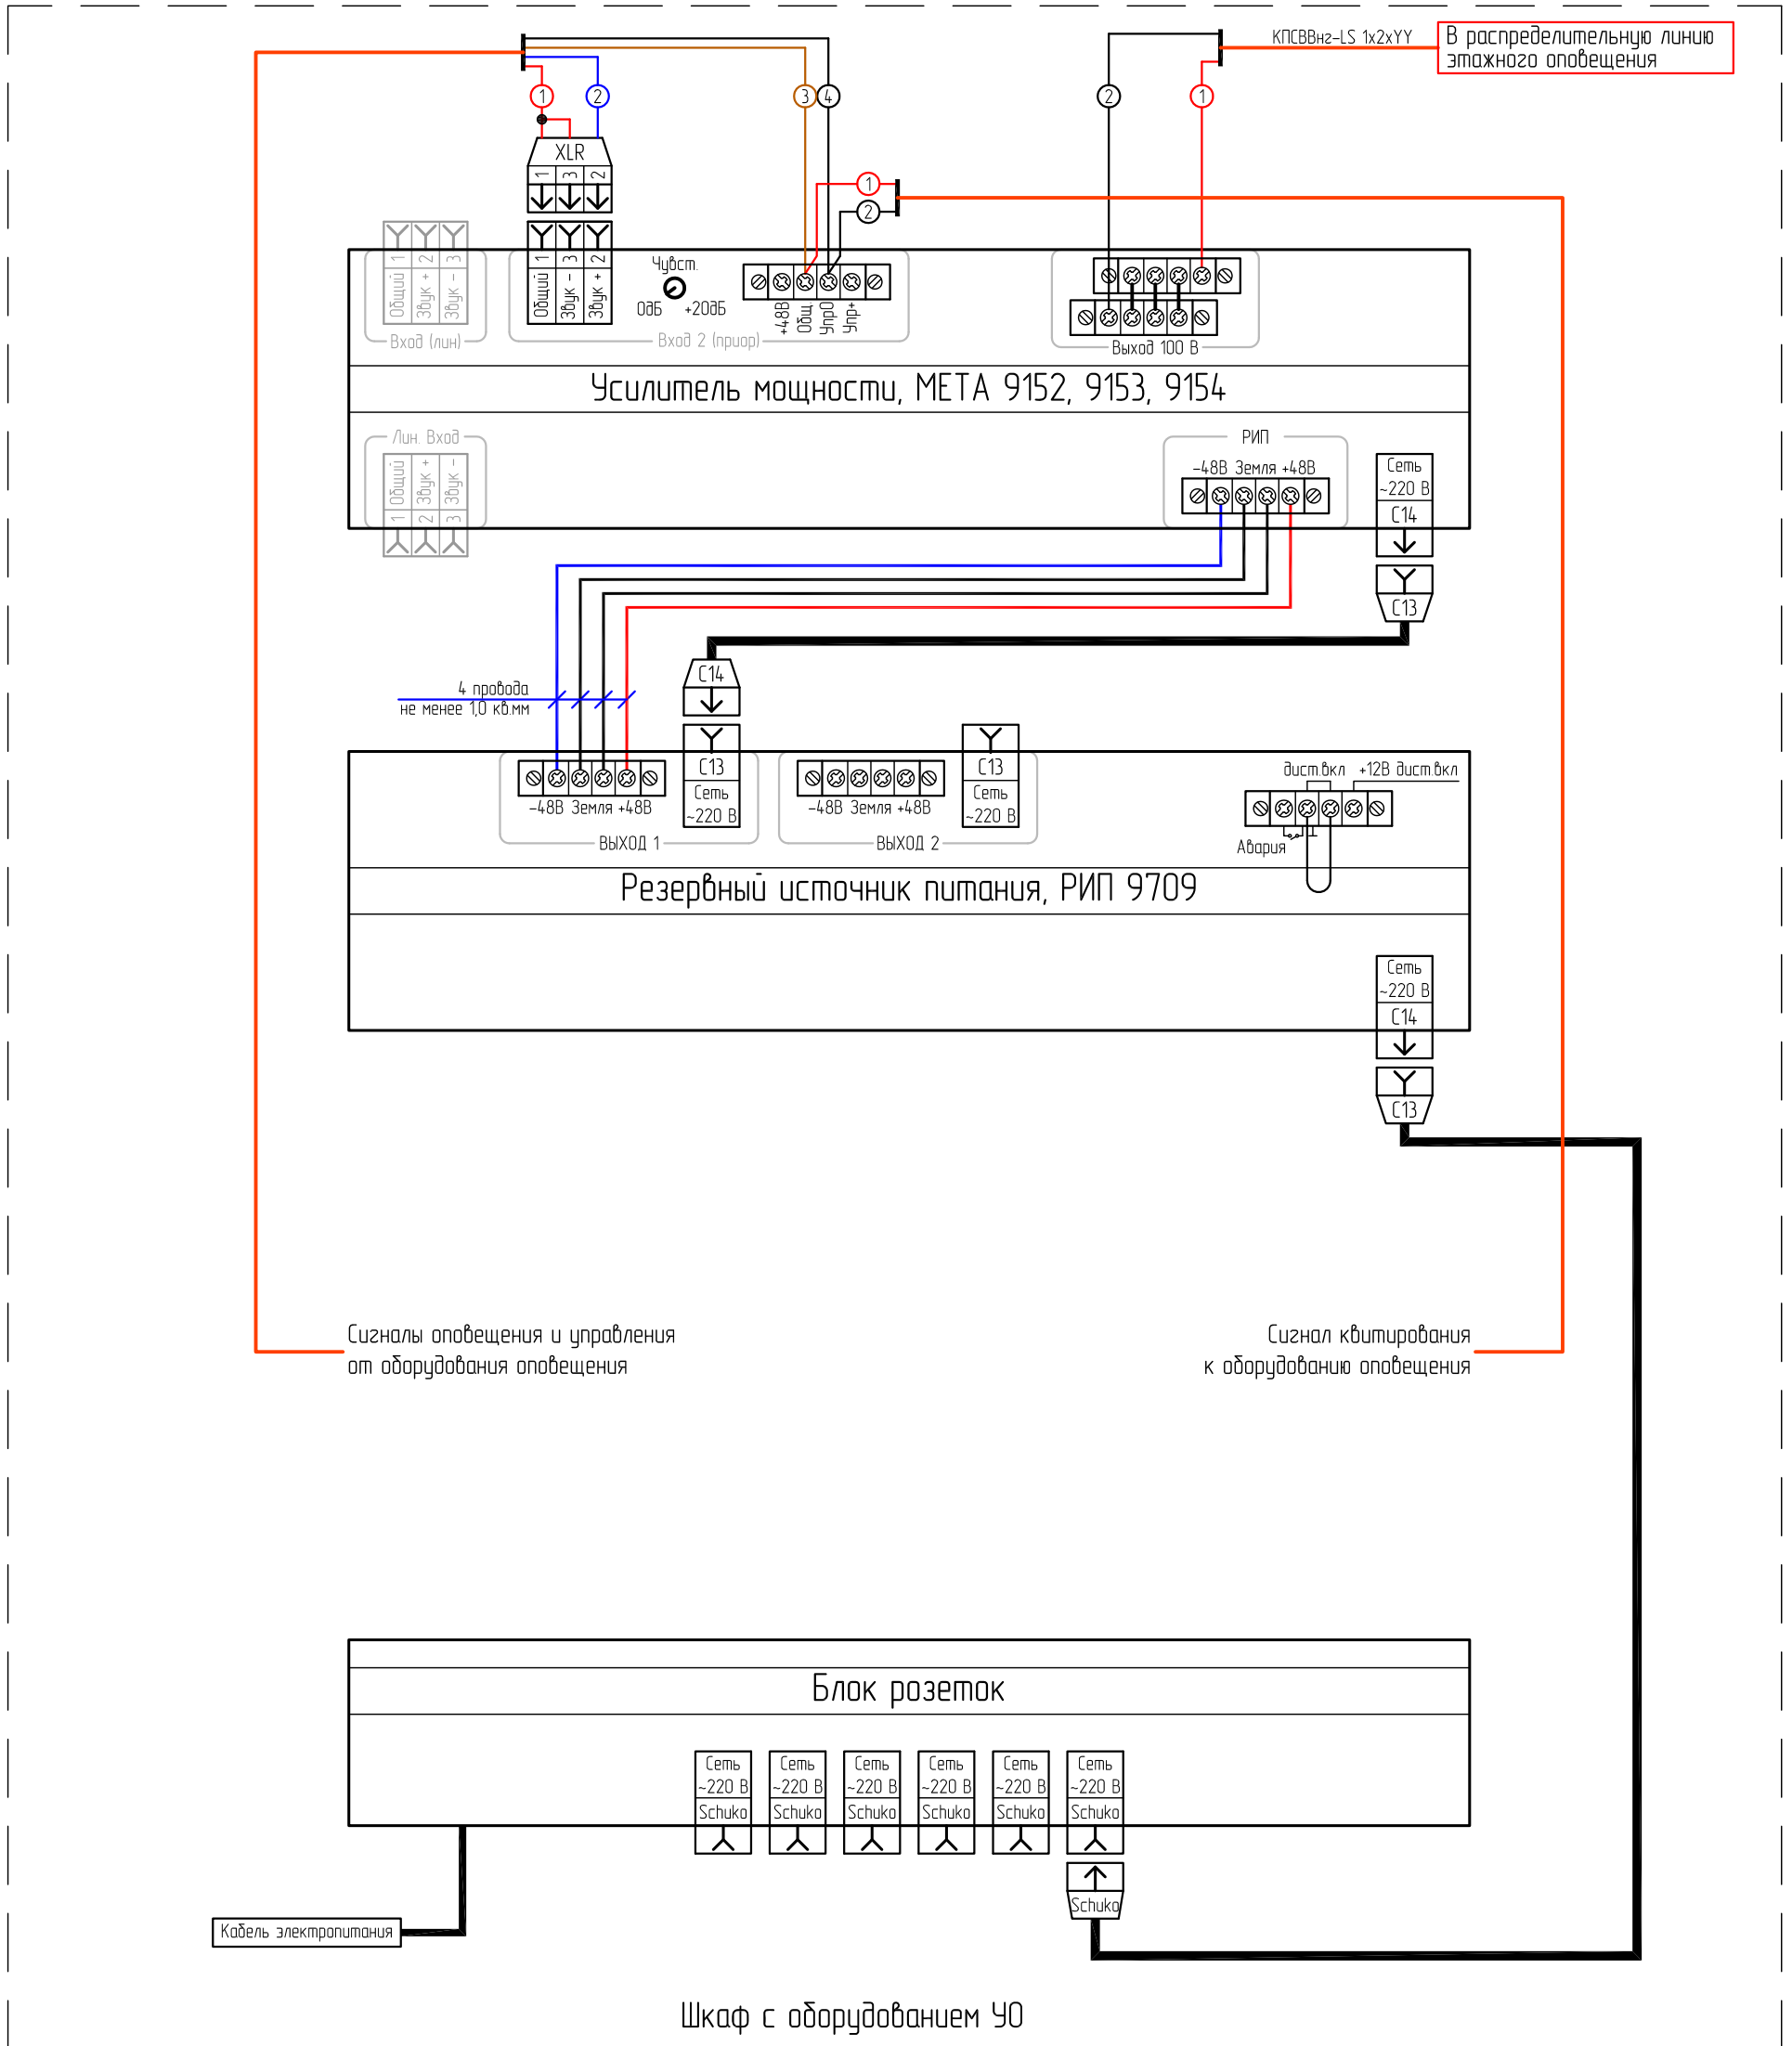 КПСВВнг-LS 1х2хYY
В распределительную линию
этажного оповещения
1
2
3
4
2
1
XLR
1
3
2
1
2
1
2
3
Общий
Звук +
Звук -
Вход (лин)
1
3
2
Общий
Звук -
Звук +
Чувст.
0дБ
+20дБ
+48В
Общ
Упр0
Упр+
Вход 2 (приор)
Выход 100 В
Усилитель мощности, МЕТА 9152, 9153, 9154
Лин. Вход
Общий
Звук +
Звук -
1
2
3
РИП
-48В Земля +48В
Сеть
~220 В
С14
С13
С14
4 провода
не менее 1,0 кв.мм
-48В Земля +48В
С13
Сеть
~220 В
ВЫХОД 1
-48В Земля +48В
С13
Сеть
~220 В
ВЫХОД 2
дист.вкл
+12В дист.вкл
Авария
Резервный источник питания, РИП 9709
Сеть
~220 В
С14
С13
Сигналы оповещения и управления
от оборудования оповещения
Сигнал квитирования
к оборудованию оповещения
Блок розеток
Сеть
~220 В
Schuko
Сеть
~220 В
Schuko
Сеть
~220 В
Schuko
Сеть
~220 В
Schuko
Сеть
~220 В
Schuko
Сеть
~220 В
Schuko
Schuko
Кабель электропитания
Шкаф с оборудованием УО